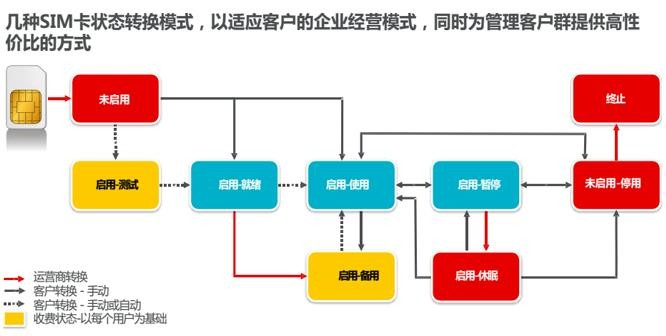 几种SIM卡状态转换模式，以适应客户的企业经营模式，同时为管理客户群提供高性
价比的方式
未启用
终止
启用-测试
启用-就绪
启用-使用
启用-暂停
未启用-停用
启用-备用
启用-休眠
运营商转换
客户转换 - 手动
客户转换 - 手动或自动
收费状态-以每个用户为基础